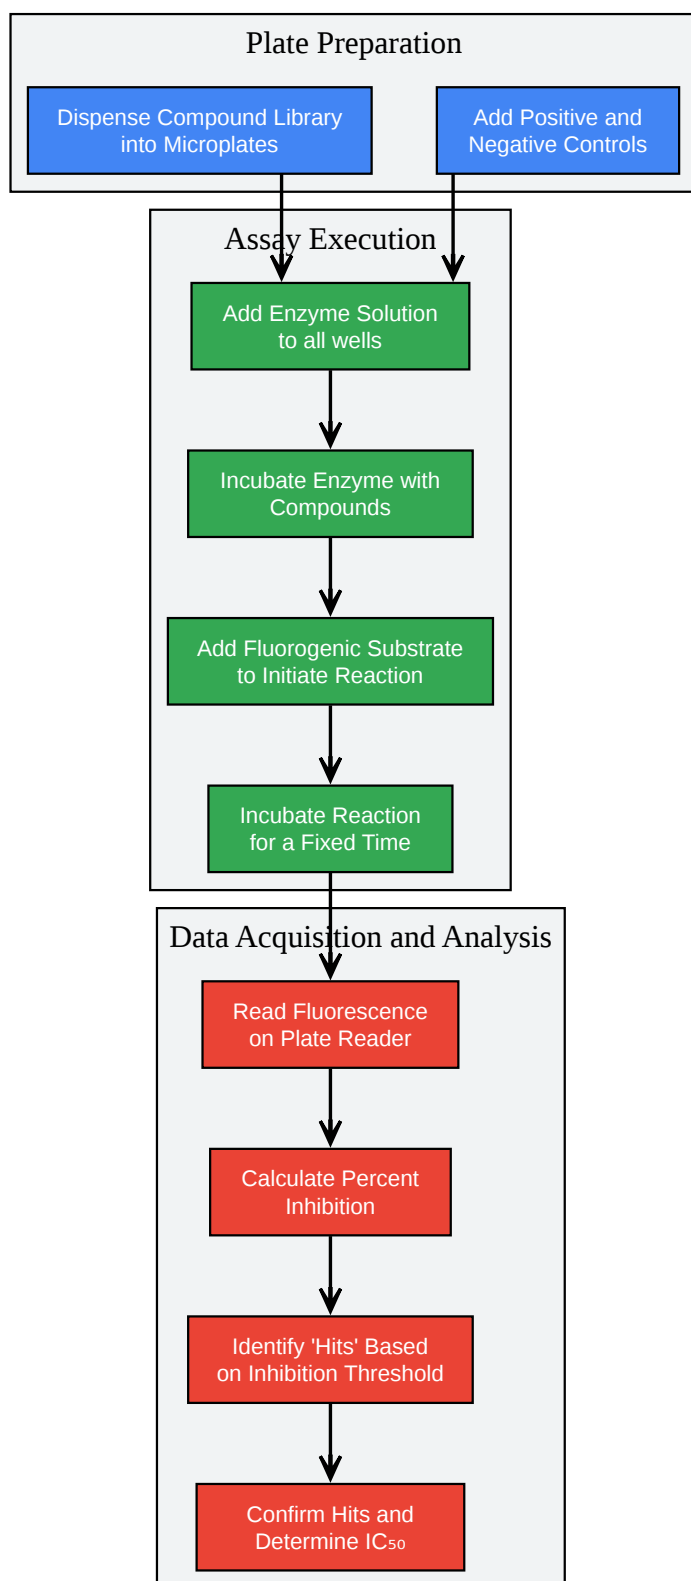 Plate Preparation
Dispense Compound Library
into Microplates
Add Positive and
Negative Controls
Assay Execution
Add Enzyme Solution
to all wells
Incubate Enzyme with
Compounds
Add Fluorogenic Substrate
to Initiate Reaction
Incubate Reaction
for a Fixed Time
Data Acquisition and Analysis
Read Fluorescence
on Plate Reader
Calculate Percent
Inhibition
Identify 'Hits' Based
on Inhibition Threshold
Confirm Hits and
Determine IC₅₀